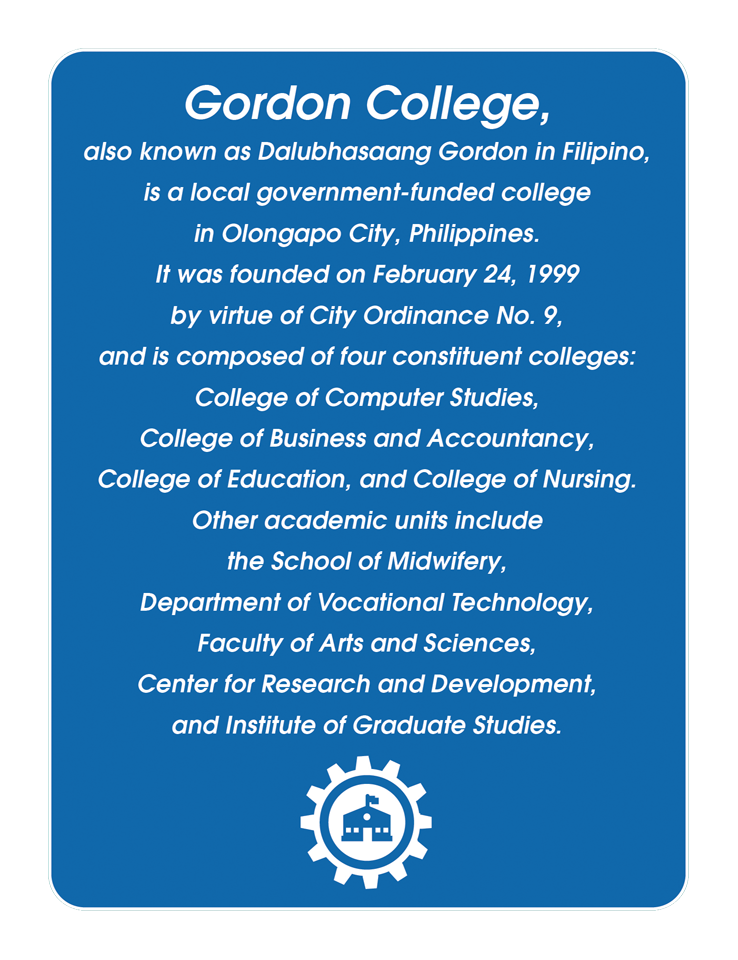 Gordon College,
also known as Dalubhasaang Gordon in Filipino,
is a local government-funded college
in Olongapo City, Philippines.
It was founded on February 24, 1999
by virtue of City Ordinance No. 9,
and is composed of four constituent colleges:
College of Computer Studies,
College of Business and Accountancy,
College of Education, and College of Nursing.
Other academic units include
the School of Midwifery,
Department of Vocational Technology,
Faculty of Arts and Sciences,
Center for Research and Development,
and Institute of Graduate Studies.